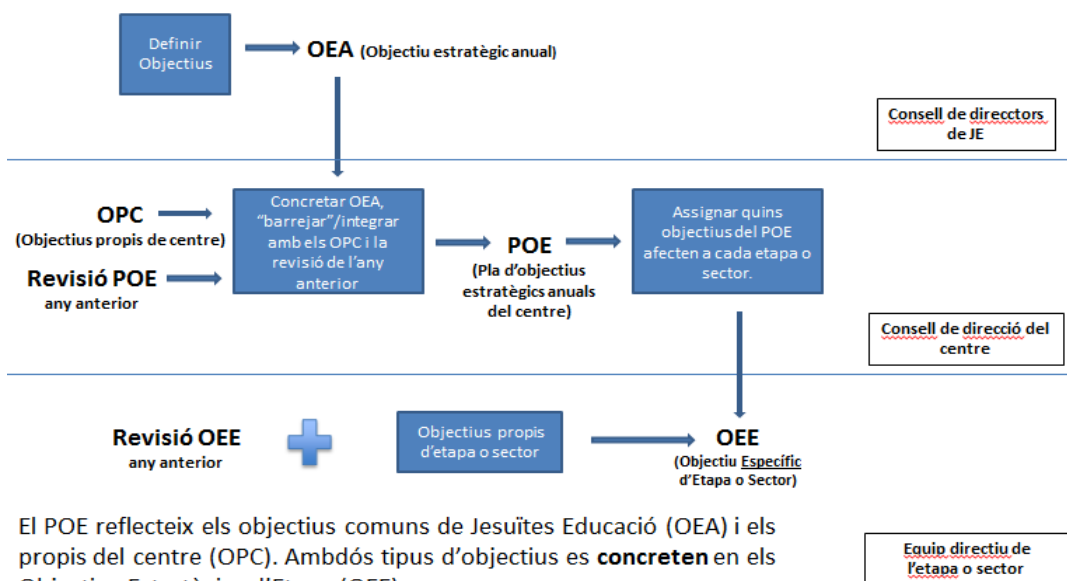 Definir
Objectius
OEA (Objectiu estratègic anual)
Consell de direcctors
de JE
OPC
(Objectius propis de centre)
Revisió POE
any anterior
Concretar OEA,
“barrejar”/integrar
amb els OPC i la
revisió de l’any
anterior
POE
(Pla d’objectius
estratègics anuals
del centre)
Assignar quins
objectius del POE
afecten a cada etapa o
sector.
Consell de direcció del
centre
Revisió OEE
any anterior
Objectius propis
d’etapa o sector
OEE
(Objectiu Específic
d’Etapa o Sector)
El POE reflecteix els objectius comuns de Jesuïtes Educació (OEA) i els
propis del centre (OPC). Ambdós tipus d’objectius es concreten en els
Equip directiu de
l’etapa o sector